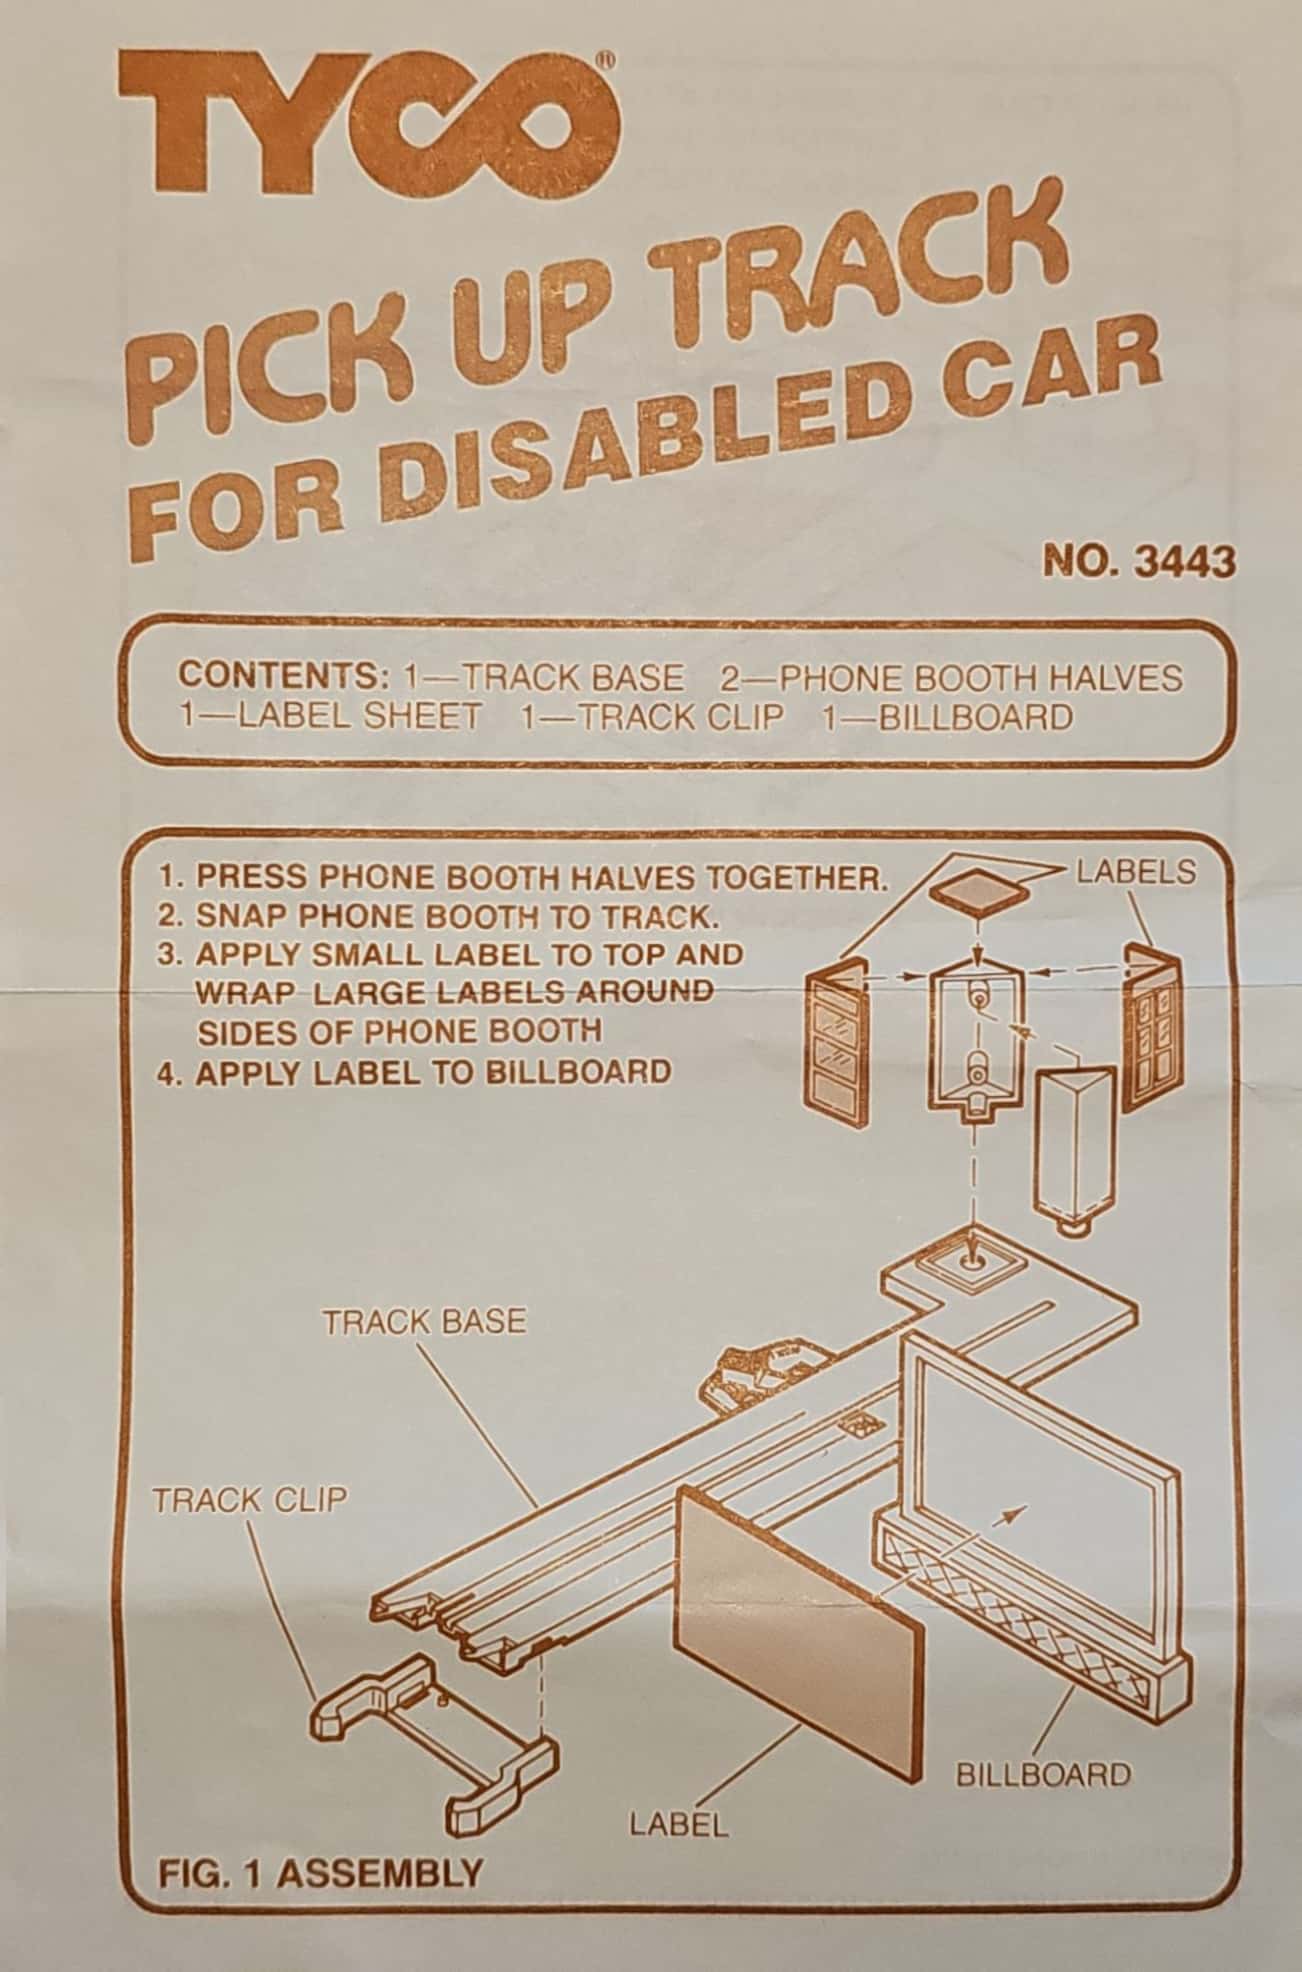 TYCO®
PICK UP TRACK
FOR DISABLED CAR
NO. 3443
CONTENTS: 1—TRACK BASE 2—PHONE BOOTH HALVES
1—LABEL SHEET 1—TRACK CLIP 1—BILLBOARD
1. PRESS PHONE BOOTH HALVES TOGETHER.
2. SNAP PHONE BOOTH TO TRACK.
3. APPLY SMALL LABEL TO TOP AND
WRAP LARGE LABELS AROUND
SIDES OF PHONE BOOTH
4. APPLY LABEL TO BILLBOARD
LABELS
TRACK BASE
TRACK CLIP
BILLBOARD
LABEL
FIG. 1 ASSEMBLY